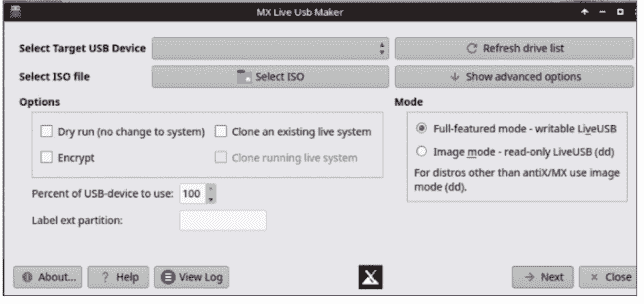 MX Live Usb Maker
Select Target USB Device
Refresh drive list
Select ISO file
Select ISO
Show advanced options
Options
Mode
Dry run (no change to system)
Clone an existing live system
Full-featured mode - writable LiveUSB
Encrypt
Clone running live system
Image mode - read-only LiveUSB (dd)
For distros other than antiX/MX use image
mode (dd).
Percent of USB-device to use: 100
Label ext partition:
About...
? Help
View Log
Next
Close